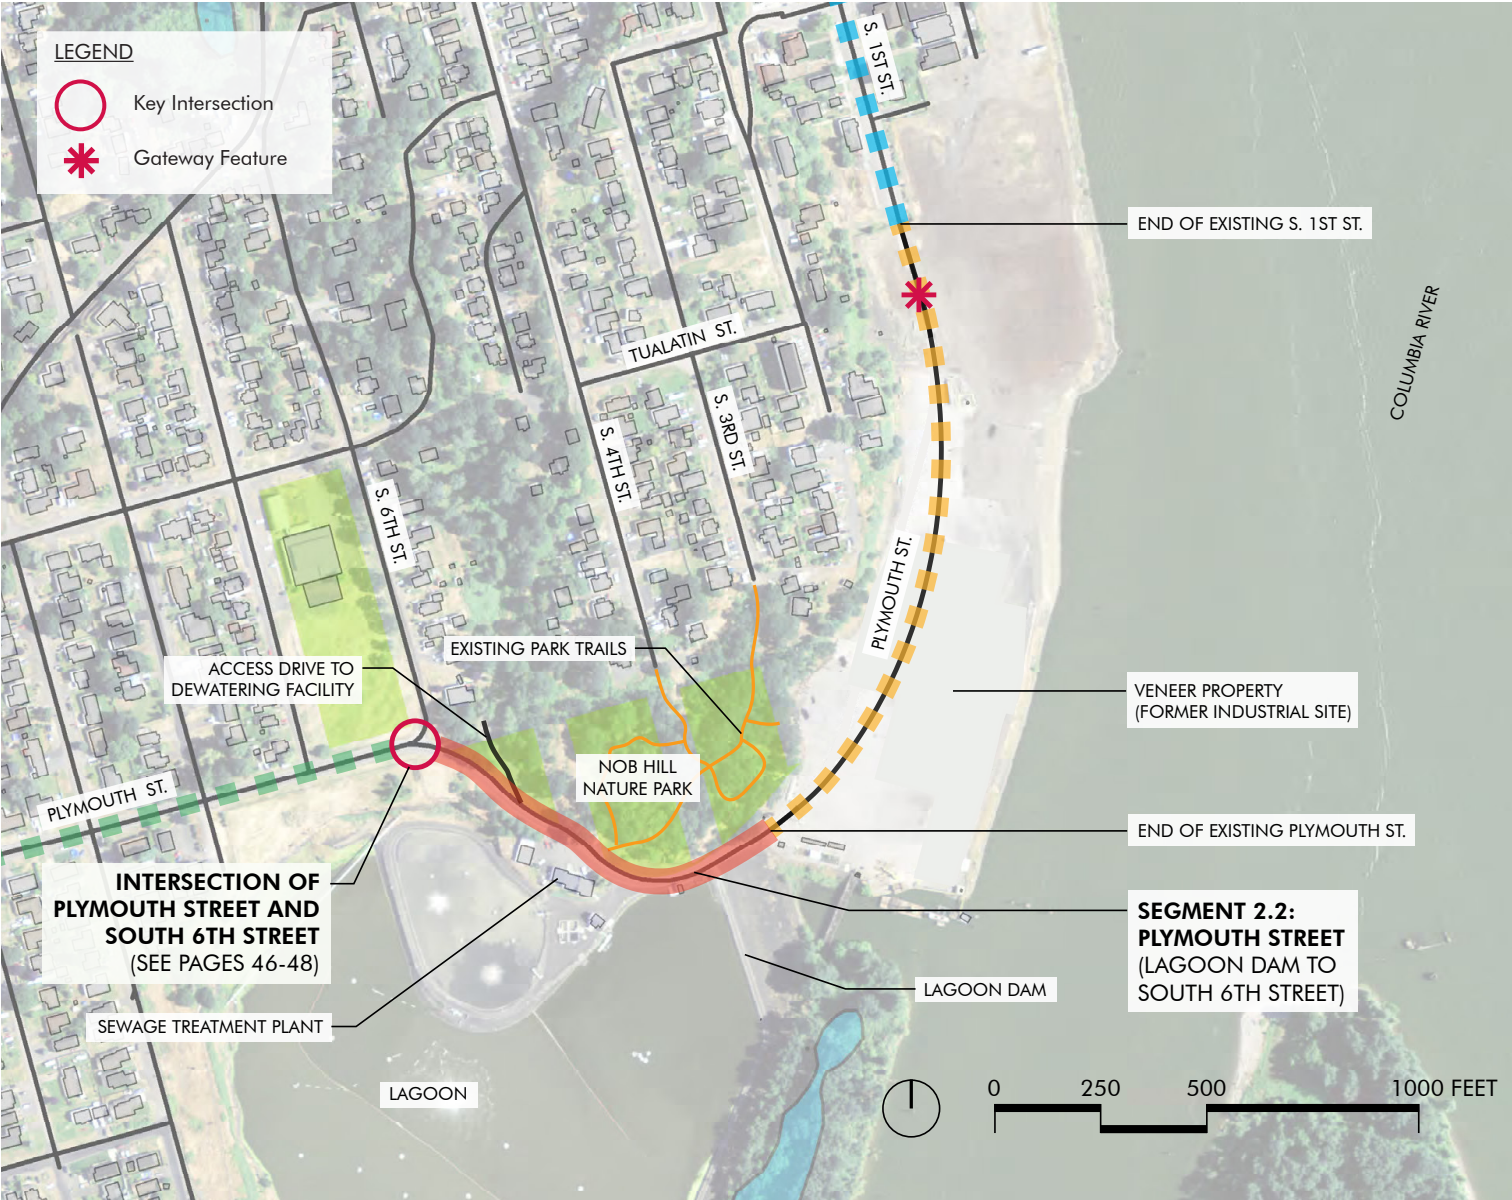 LEGEND
Key Intersection
Gateway Feature
S. 1ST ST.
END OF EXISTING S. 1ST ST.
COLUMBIA RIVER
TUALATIN ST.
S. 3RD ST.
S. 4TH ST.
S. 6TH ST.
PLYMOUTH ST.
EXISTING PARK TRAILS
ACCESS DRIVE TO
DEWATERING FACILITY
VENEER PROPERTY
(FORMER INDUSTRIAL SITE)
NOB HILL
NATURE PARK
PLYMOUTH ST.
END OF EXISTING PLYMOUTH ST.
INTERSECTION OF
PLYMOUTH STREET AND
SOUTH 6TH STREET
(SEE PAGES 46-48)
SEGMENT 2.2:
PLYMOUTH STREET
(LAGOON DAM TO
SOUTH 6TH STREET)
LAGOON DAM
SEWAGE TREATMENT PLANT
LAGOON
0 250 500 1000 FEET